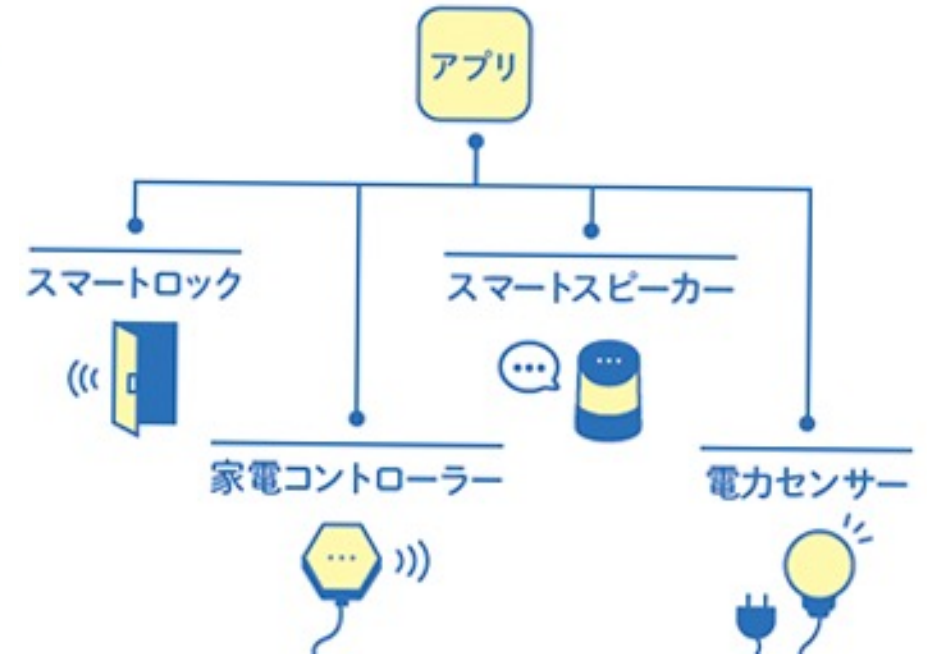 アプリ
スマートロック
スマートスピーカー
家電コントローラー
電力センサー